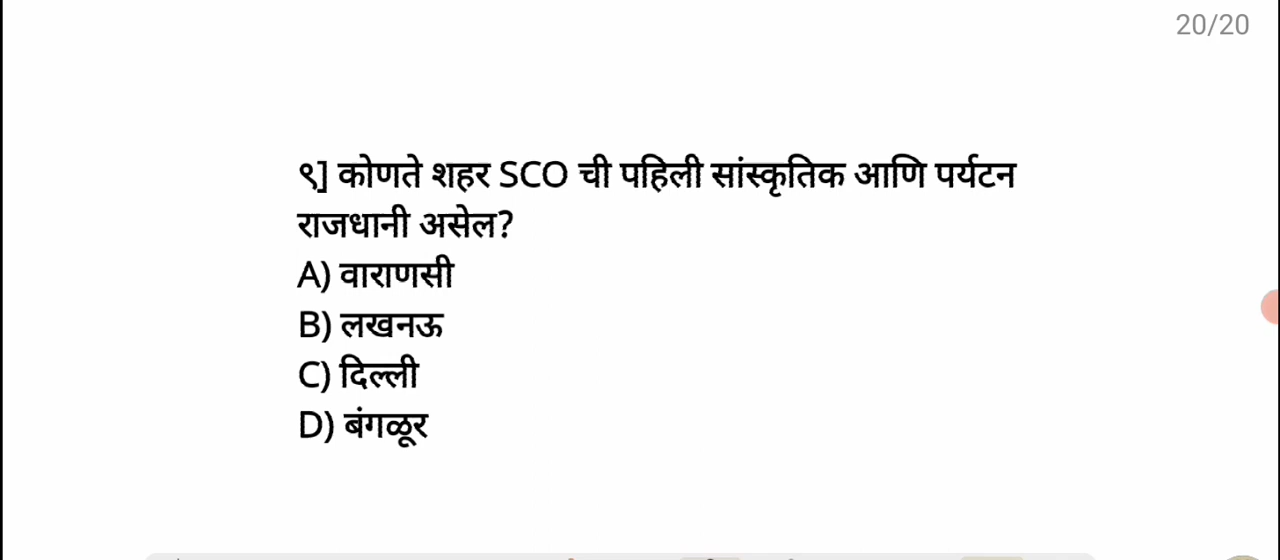 20/20
९] कोणते शहर SCO ची पहिली सांस्कृतिक आणि पर्यटन
राजधानी असेल?
A) वाराणसी
B) लखनऊ
C) दिल्ली
D) बंगळूर